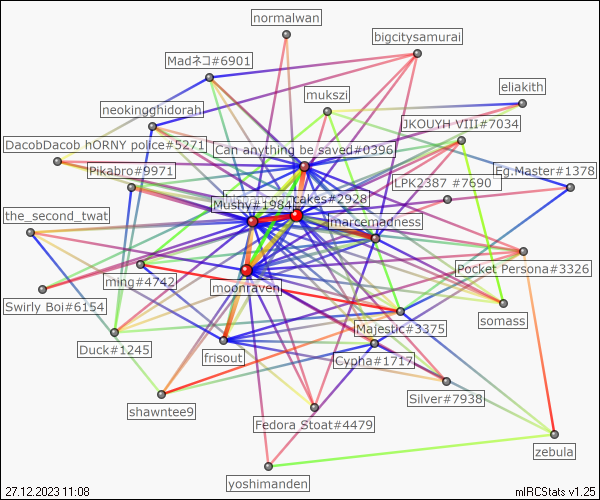 normalwan
bigcitysamurai
Madネコ#6901
eliakith
mukszi
neokingghidorah
JKOUYH VIII#7034
DacobDacob hORNY police#5271
Can anything be saved#0396
Pikabro#9971
Eg.Master#1378
LPK2387 #7690
cakes#2928
Mushy#1984
the_second_twat
marcemadness
Pocket Persona#3326
ming#4742
moonraven
Swirly Boi#6154
somass
Majestic#3375
Duck#1245
frisout
Cypha#1717
Silver#7938
shawntee9
Fedora Stoat#4479
zebula
yoshimanden
27.12.2023 11:08
mIRCStats v1.25